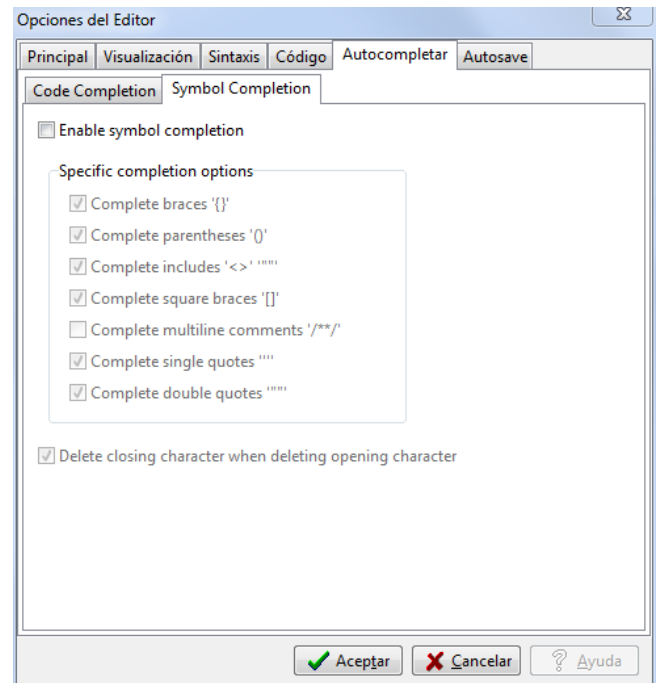 Opciones del Editor
Principal Visualización Sintaxis Código Autocompletar Autosave
Code Completion Symbol Completion
Enable symbol completion
Specific completion options
Complete braces '{}'
Complete parentheses '()'
Complete includes '<>' '""'
Complete square braces '[]'
Complete multiline comments '/**/'
Complete single quotes ''''
Complete double quotes '""'
Delete closing character when deleting opening character
Aceptar Cancelar Ayuda